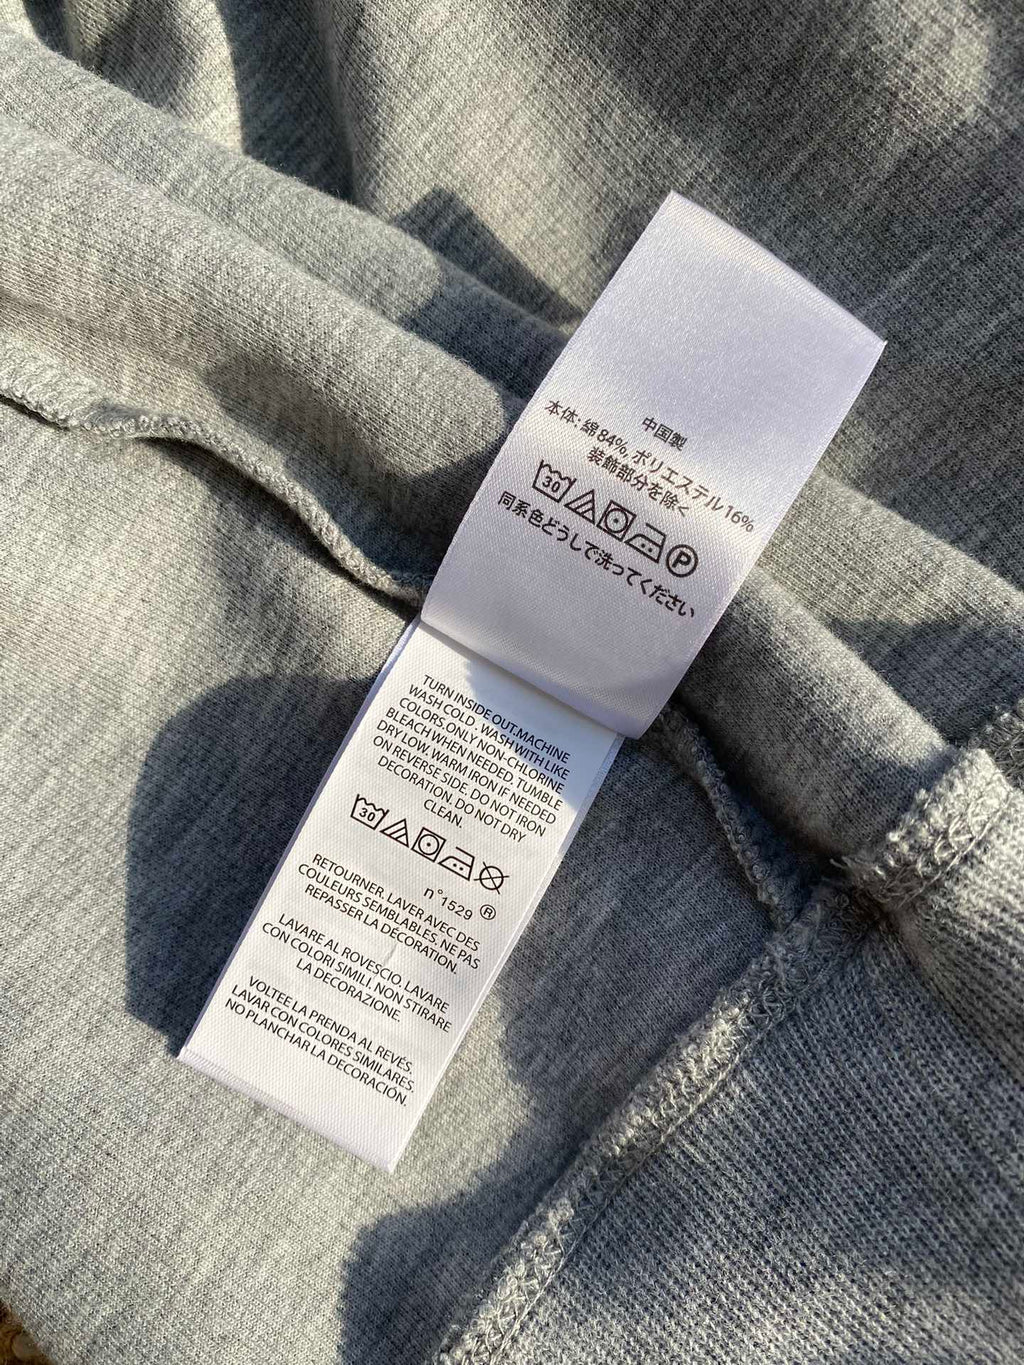 中国製
本体: 綿84%, ポリエステル16%
装飾部分を除く
30 P
同系色どうしで洗ってください
TURN INSIDE OUT.MACHINE
WASH COLD . WASH WITH LIKE
COLORS.ONLY NON-CHLORINE
BLEACH WHEN NEEDED. TUMBLE
DRY LOW. WARM IRON IF NEEDED
ON REVERSE SIDE. DO NOT IRON
DECORATION. DO NOT DRY
CLEAN.
30
n°1529 ®
RETOURNER. LAVER AVEC DES
COULEURS SEMBLABLES. NE PAS
REPASSER LA DÉCORATION.
LAVARE AL ROVESCIO. LAVARE
CON COLORI SIMILI. NON STIRARE
LA DECORAZIONE.
VOLTEE LA PRENDA AL REVÉS.
LAVAR CON COLORES SIMILARES.
NO PLANCHAR LA DECORACIÓN.